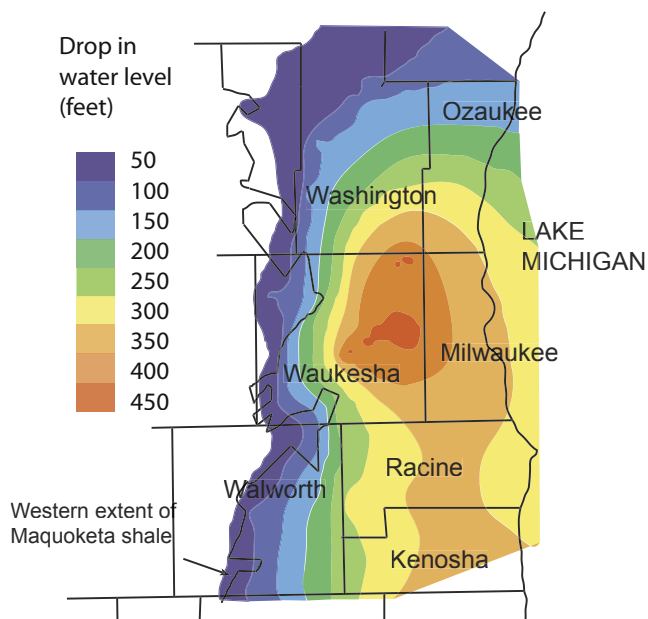 Drop in
water level
(feet)
50
100
150
200
250
300
350
400
450
Ozaukee
Washington
LAKE
MICHIGAN
Milwaukee
Waukesha
Racine
Walworth
Western extent of
Maquoketa shale
Kenosha